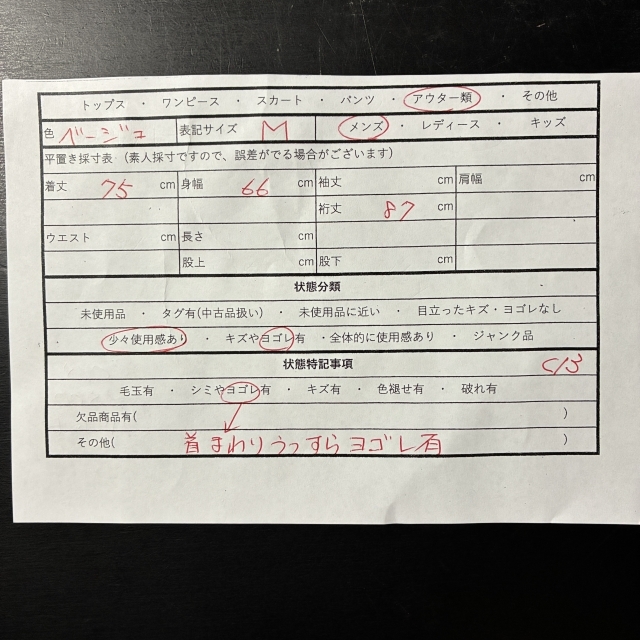 トップス ・ ワンピース ・ スカート ・ パンツ ・ アウター類 ・ その他
色 ベージュ 表記サイズ M メンズ ・ レディース ・ キッズ
平置き採寸表 (素人採寸ですので、誤差がでる場合がございます)
着丈 75 cm 身幅 66 cm 袖丈 cm 肩幅 cm
裄丈 87 cm
ウエスト cm 長さ cm
股上 cm 股下 cm
状態分類
未使用品 ・ タグ有(中古品扱い) ・ 未使用品に近い ・ 目立ったキズ・ヨゴレなし
少々使用感あり ・ キズやヨゴレ有 ・全体的に使用感あり ・ ジャンク品
状態特記事項 C13
毛玉有 ・ シミやヨゴレ有 ・ キズ有 ・ 色褪せ有 ・ 破れ有
欠品商品有( )
その他( 首まわりうっすらヨゴレ有 )